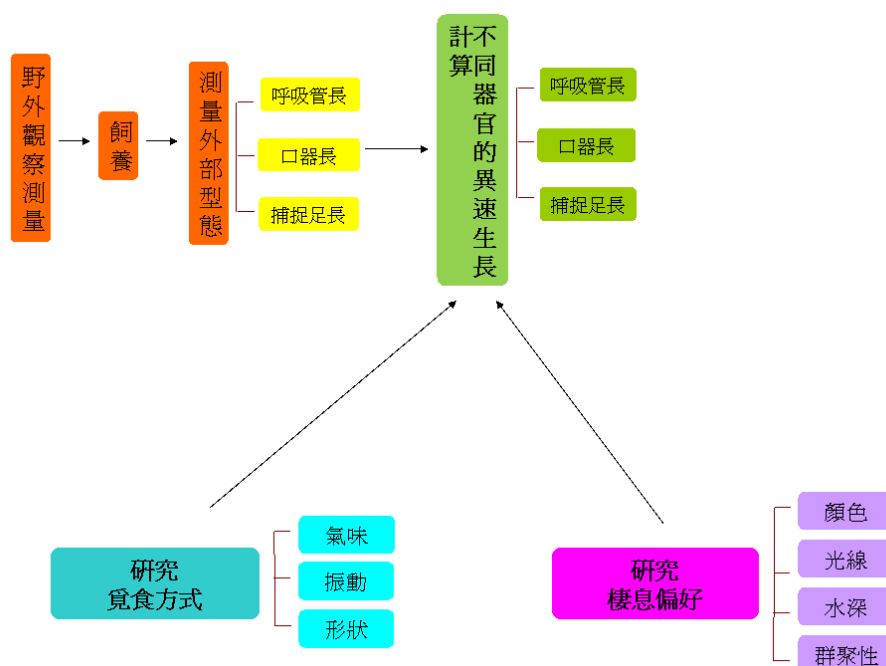 野外觀察測量
飼養
測量外部型態
呼吸管長
口器長
捕捉足長
計算
不同器官的異速生長
呼吸管長
口器長
捕捉足長
研究
覓食方式
氣味
振動
形狀
研究
棲息偏好
顏色
光線
水深
群聚性